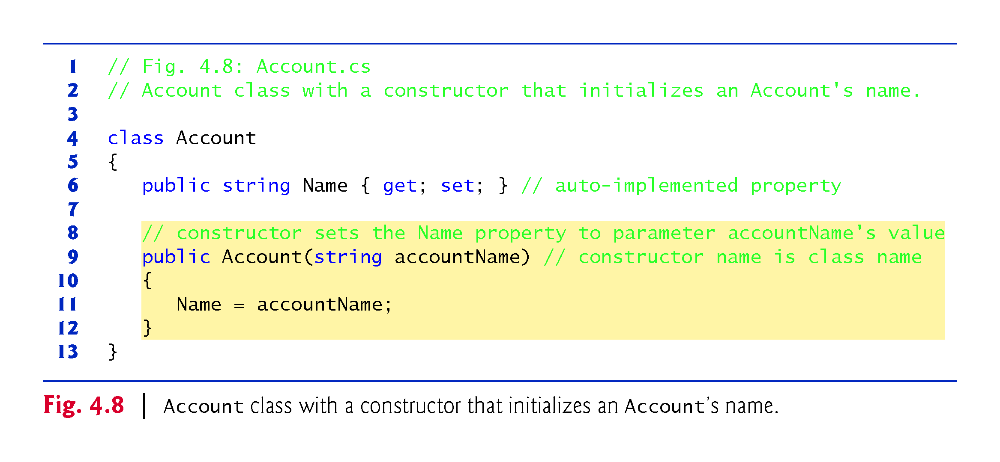 1 // Fig. 4.8: Account.cs
2 // Account class with a constructor that initializes an Account's name.
3
4 class Account
5 {
6 public string Name { get; set; } // auto-implemented property
7
8 // constructor sets the Name property to parameter accountName's value
9 public Account(string accountName) // constructor name is class name
10 {
11 Name = accountName;
12 }
13 }
Fig. 4.8 | Account class with a constructor that initializes an Account’s name.